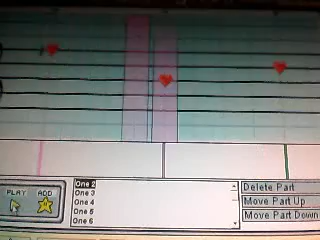 PLAY ADD
One 2
One 3
One 4
One 5
One 6
Delete Part
Move Part Up
Move Part Down